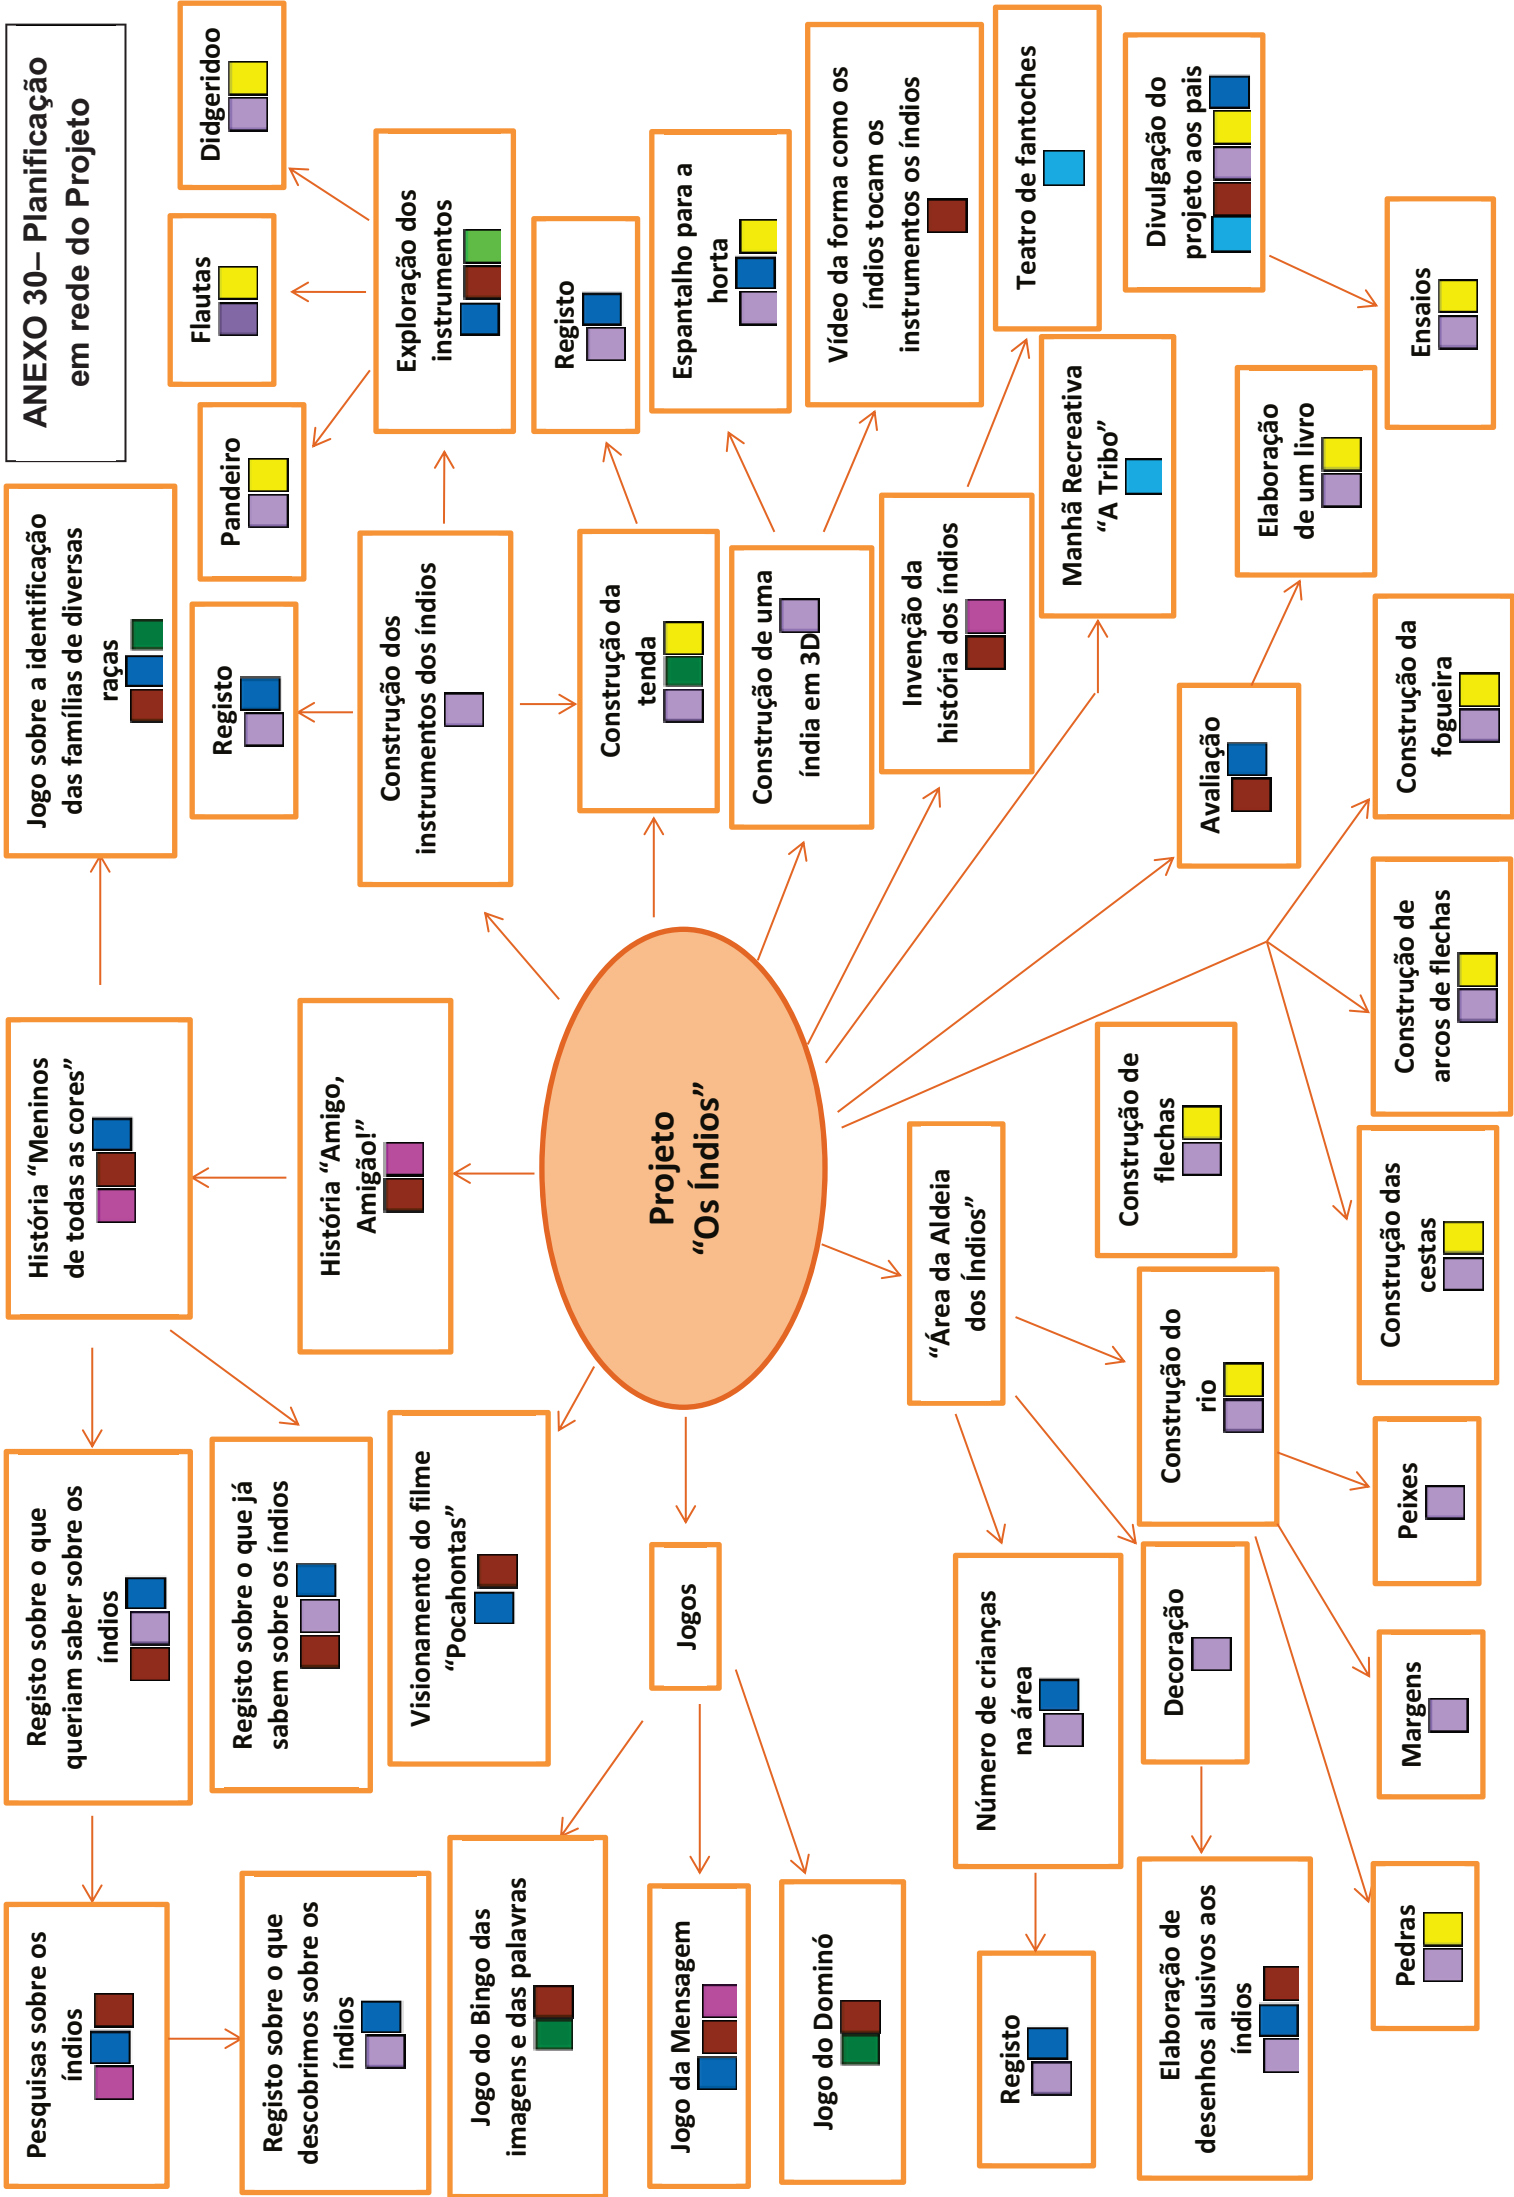 ANEXO 30– Planificação
em rede do Projeto
Pesquisas sobre os
índios
Registo sobre o que
queriam saber sobre os
índios
História “Meninos
de todas as cores”
Jogo sobre a identificação
das famílias de diversas
raças
Registo sobre o que
descobrimos sobre os
índios
Registo sobre o que já
sabem sobre os índios
História “Amigo,
Amigão!”
Registo
Pandeiro
Flautas
Didgeridoo
Jogo do Bingo das
imagens e das palavras
Visionamento do filme
“Pocahontas”
Construção dos
instrumentos dos índios
Exploração dos
instrumentos
Jogo da Mensagem
Jogos
Projeto
“Os Índios”
Construção da
tenda
Registo
Jogo do Dominó
Construção de uma
índia em 3D
Espantalho para a
horta
Vídeo da forma como os
índios tocam os
instrumentos os índios
Invenção da
história dos índios
Teatro de fantoches
Número de crianças
na área
“Área da Aldeia
dos Índios”
Manhã Recreativa
“A Tribo”
Registo
Construção de
flechas
Divulgação do
projeto aos pais
Elaboração de
desenhos alusivos aos
índios
Decoração
Construção do
rio
Avaliação
Elaboração
de um livro
Pedras
Margens
Peixes
Construção das
cestas
Construção de
arcos de flechas
Construção da
fogueira
Ensaios